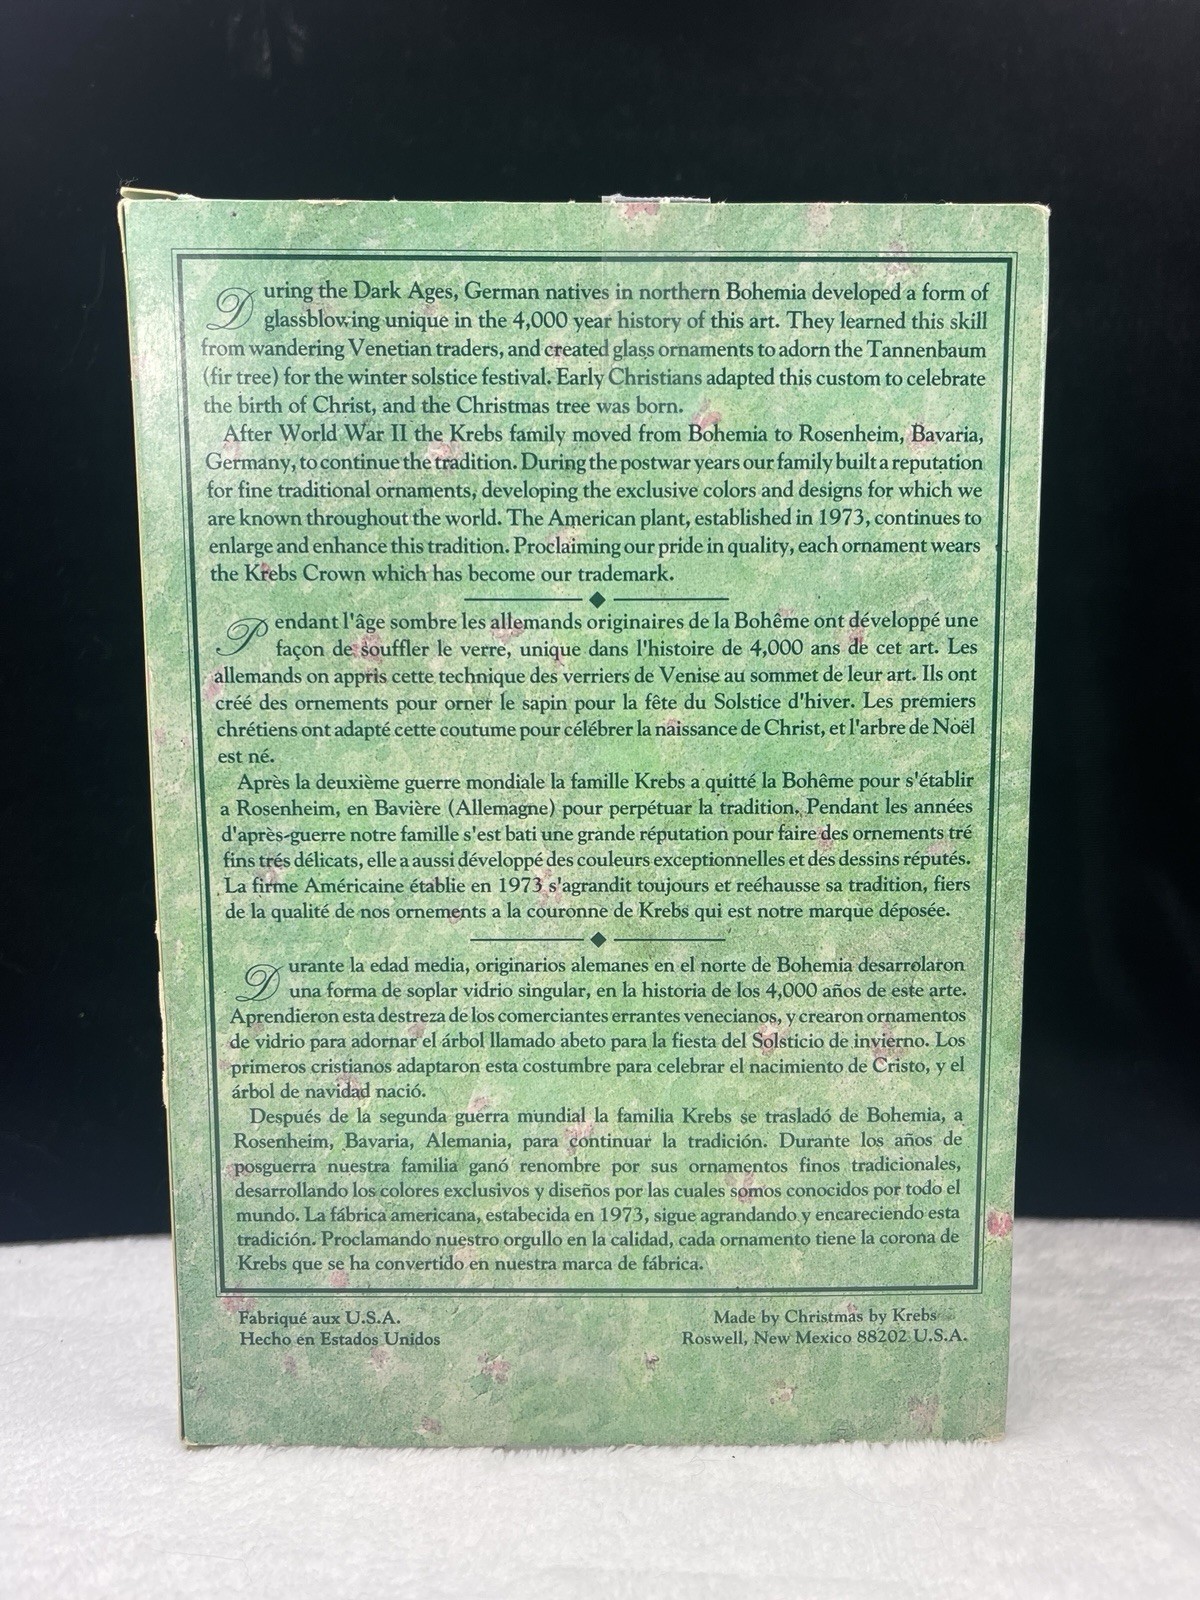 During the Dark Ages, German natives in northern Bohemia developed a form of
glassblowing unique in the 4,000 year history of this art. They learned this skill
from wandering Venetian traders, and created glass ornaments to adorn the Tannenbaum
(fir tree) for the winter solstice festival. Early Christians adapted this custom to celebrate
the birth of Christ, and the Christmas tree was born.
After World War II the Krebs family moved from Bohemia to Rosenheim, Bavaria,
Germany, to continue the tradition. During the postwar years our family built a reputation
for fine traditional ornaments, developing the exclusive colors and designs for which we
are known throughout the world. The American plant, established in 1973, continues to
enlarge and enhance this tradition. Proclaiming our pride in quality, each ornament wears
the Krebs Crown which has become our trademark.
Pendant l'âge sombre les allemands originaires de la Bohême ont développé une
façon de souffler le verre, unique dans l'histoire de 4,000 ans de cet art. Les
allemands on appris cette technique des verriers de Venise au sommet de leur art. Ils ont
créé des ornements pour orner le sapin pour la fête du Solstice d'hiver. Les premiers
chrétiens ont adapté cette coutume pour célébrer la naissance de Christ, et l'arbre de Noël
est né.
Après la deuxième guerre mondiale la famille Krebs a quitté la Bohême pour s'établir
a Rosenheim, en Bavière (Allemagne) pour perpétuar la tradition. Pendant les années
d'après-guerre notre famille s'est bati une grande réputation pour faire des ornements tré
fins trés délicats, elle a aussi développé des couleurs exceptionnelles et des dessins réputés.
La firme Américaine établie en 1973 s'agrandit toujours et reéhausse sa tradition, fiers
de la qualité de nos ornements a la couronne de Krebs qui est notre marque déposée.
Durante la edad media, originarios alemanes en el norte de Bohemia desarrolaron
una forma de soplar vidrio singular, en la historia de los 4,000 años de este arte.
Aprendieron esta destreza de los comerciantes errantes venecianos, y crearon ornamentos
de vidrio para adornar el árbol llamado abeto para la fiesta del Solsticio de invierno. Los
primeros cristianos adaptaron esta costumbre para celebrar el nacimiento de Cristo, y el
árbol de navidad nació.
Después de la segunda guerra mundial la familia Krebs se trasladó de Bohemia, a
Rosenheim, Bavaria, Alemania, para continuar la tradición. Durante los años de
posguerra nuestra familia ganó renombre por sus ornamentos finos tradicionales,
desarrollando los colores exclusivos y diseños por las cuales somos conocidos por todo el
mundo. La fábrica americana, estabecida en 1973, sigue agrandando y encareciendo esta
tradición. Proclamando nuestro orgullo en la calidad, cada ornamento tiene la corona de
Krebs que se ha convertido en nuestra marca de fábrica.
Fabriqué aux U.S.A.
Hecho en Estados Unidos
Made by Christmas by Krebs
Roswell, New Mexico 88202 U.S.A.